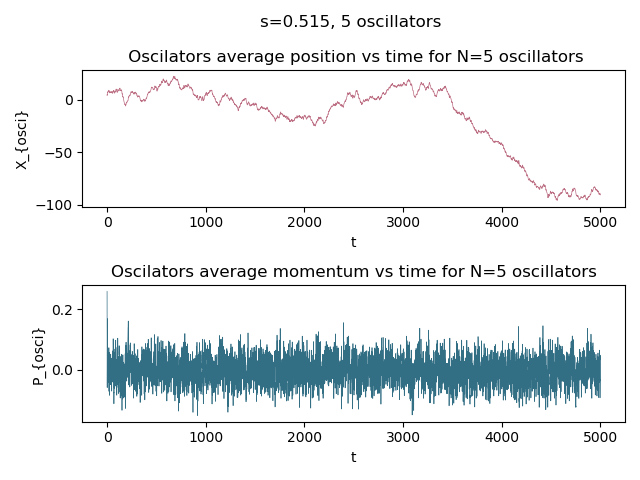 s=0.515, 5 oscillators
Oscilators average position vs time for N=5 oscillators
0
−50
−100
X_{osci}
0
1000
2000
3000
4000
5000
t
Oscilators average momentum vs time for N=5 oscillators
0.2
0.0
P_{osci}
0
1000
2000
3000
4000
5000
t